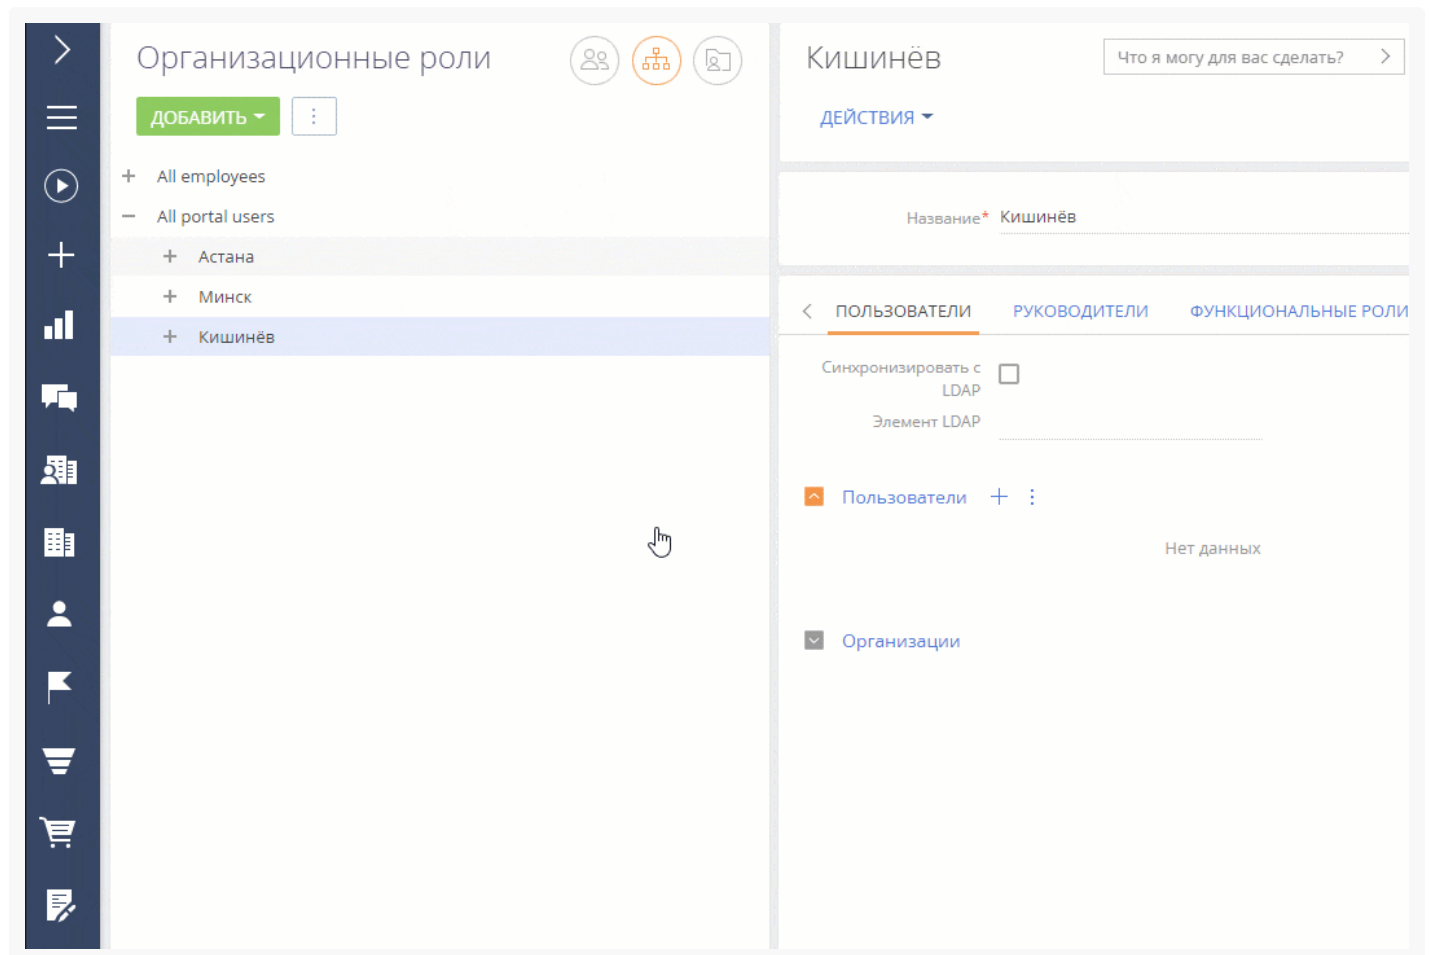 Организационные роли
ДОБАВИТЬ
All employees
All portal users
Астана
Минск
Кишинёв
Кишинёв
Что я могу для вас сделать?
ДЕЙСТВИЯ
Название* Кишинёв
ПОЛЬЗОВАТЕЛИ РУКОВОДИТЕЛИ ФУНКЦИОНАЛЬНЫЕ РОЛИ
Синхронизировать с
LDAP
Элемент LDAP
Пользователи
Нет данных
Организации